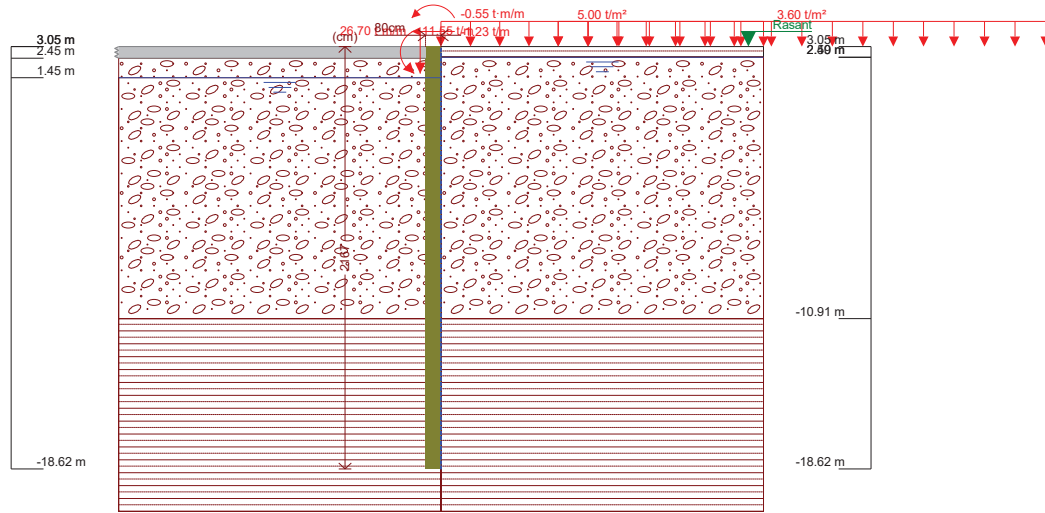 -0.55 t·m/m
5.00 t/m²
3.60 t/m²
80cm
26.70
t/m
Rasant
(cm)
3.05 m
2.45 m
1.45 m
3.05 m
-10.91 m
2167
-18.62 m
-18.62 m